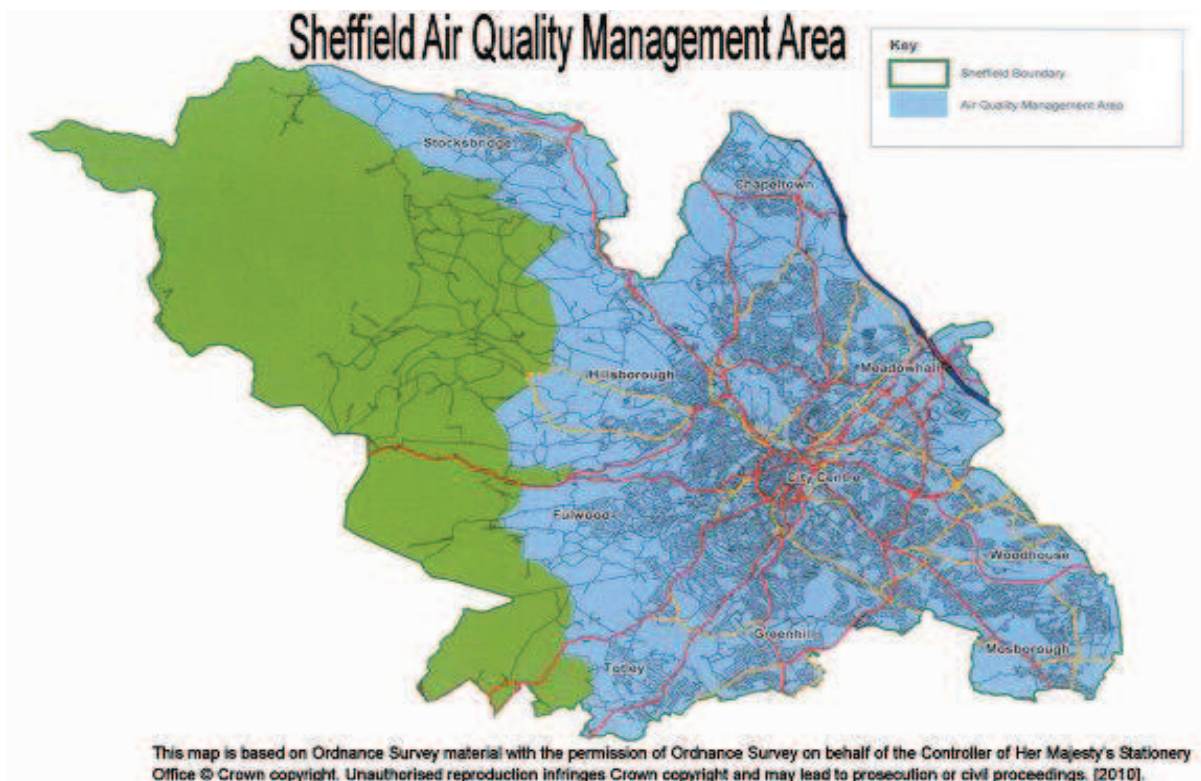 Sheffield Air Quality Management Area
Key
Sheffield Boundary
Air Quality Management Area
Stocksbridge
Chapeltown
Hillsborough
Meadowhall
City Centre
Fulwood
Woodhouse
Greenhill
Totley
Mosborough
This map is based on Ordnance Survey material with the permission of Ordnance Survey on behalf of the Controller of Her Majesty's Stationery
Office © Crown copyright. Unauthorised reproduction infringes Crown copyright and may lead to prosecution or civil proceedings. [2010].